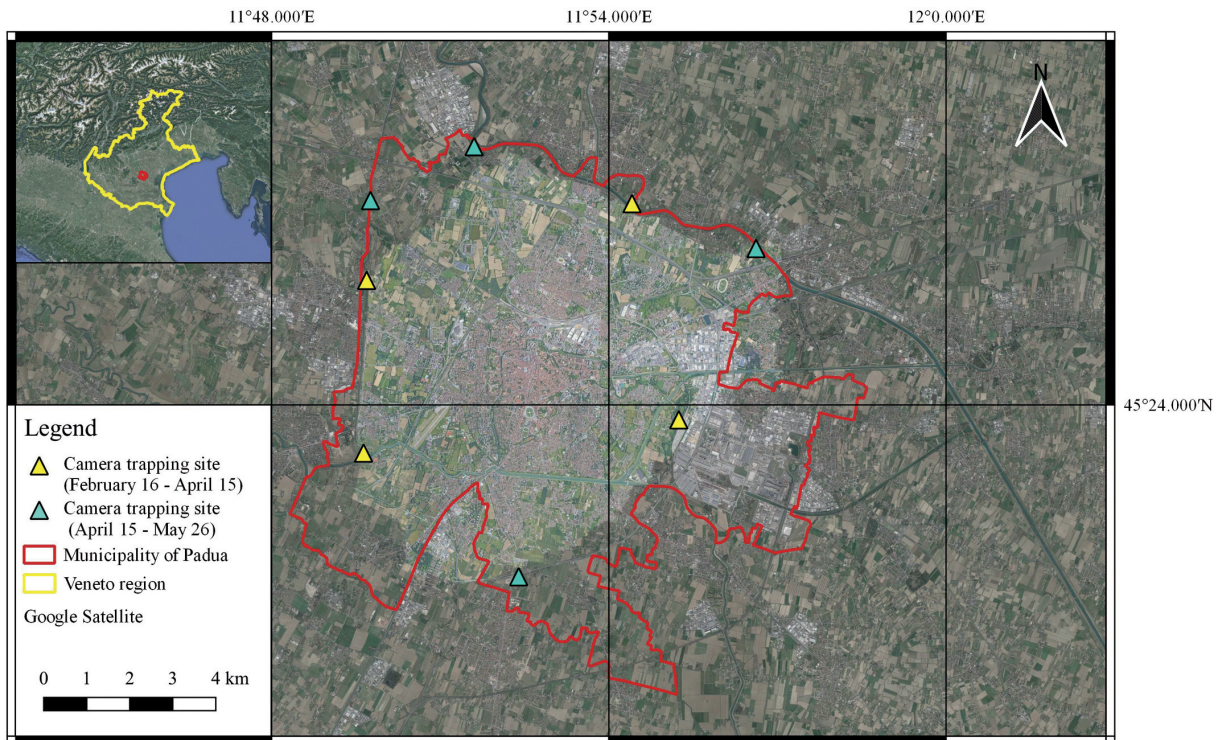 11°48.000′E 11°54.000′E 12°0.000′E
N
45°24.000′N
Legend
Camera trapping site
(February 16 - April 15)
Camera trapping site
(April 15 - May 26)
Municipality of Padua
Veneto region
Google Satellite
0 1 2 3 4 km